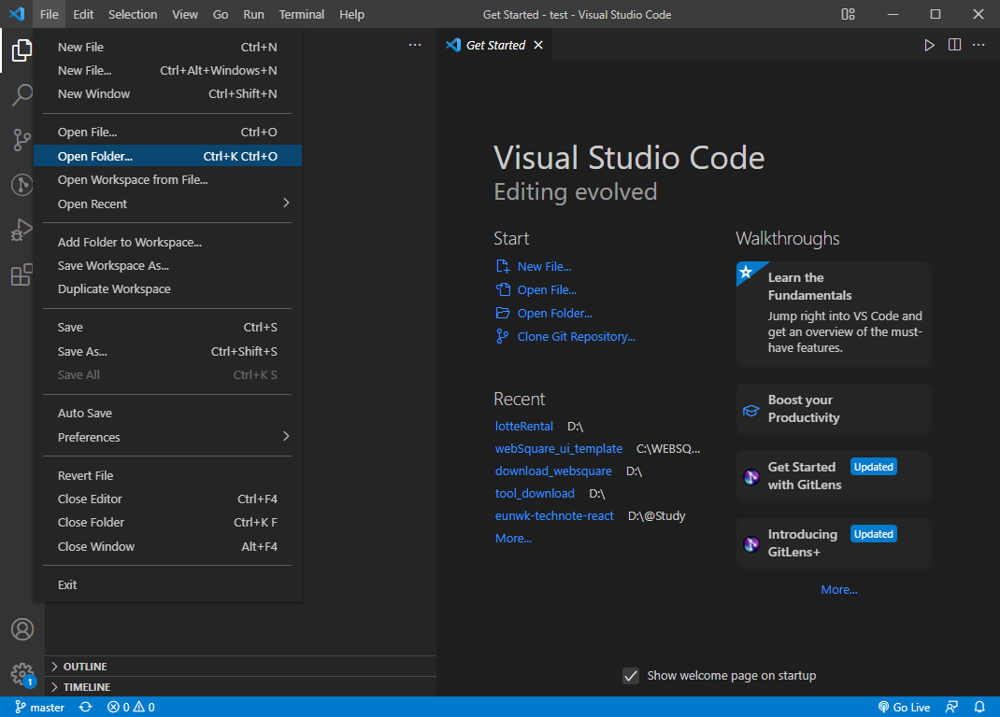 File Edit Selection View Go Run Terminal Help Get Started - test - Visual Studio Code
New File Ctrl+N
New File... Ctrl+Alt+Windows+N
New Window Ctrl+Shift+N
Open File... Ctrl+O
Open Folder... Ctrl+K Ctrl+O
Open Workspace from File...
Open Recent
Add Folder to Workspace...
Save Workspace As...
Duplicate Workspace
Save Ctrl+S
Save As... Ctrl+Shift+S
Save All Ctrl+K S
Auto Save
Preferences
Revert File
Close Editor Ctrl+F4
Close Folder Ctrl+K F
Close Window Alt+F4
Exit
OUTLINE
TIMELINE
Get Started
Visual Studio Code
Editing evolved
Start
New File...
Open File...
Open Folder...
Clone Git Repository...
Recent
lotteRental D:\
webSquare_ui_template C:\WEBSQ...
download_websquare D:\
tool_download D:\
eunwk-technote-react D:\@Study
More...
Walkthroughs
Learn the
Fundamentals
Jump right into VS Code and
get an overview of the must-
have features.
Boost your
Productivity
Get Started Updated
with GitLens
Introducing Updated
GitLens+
More...
Show welcome page on startup
1
master 0 0 Go Live